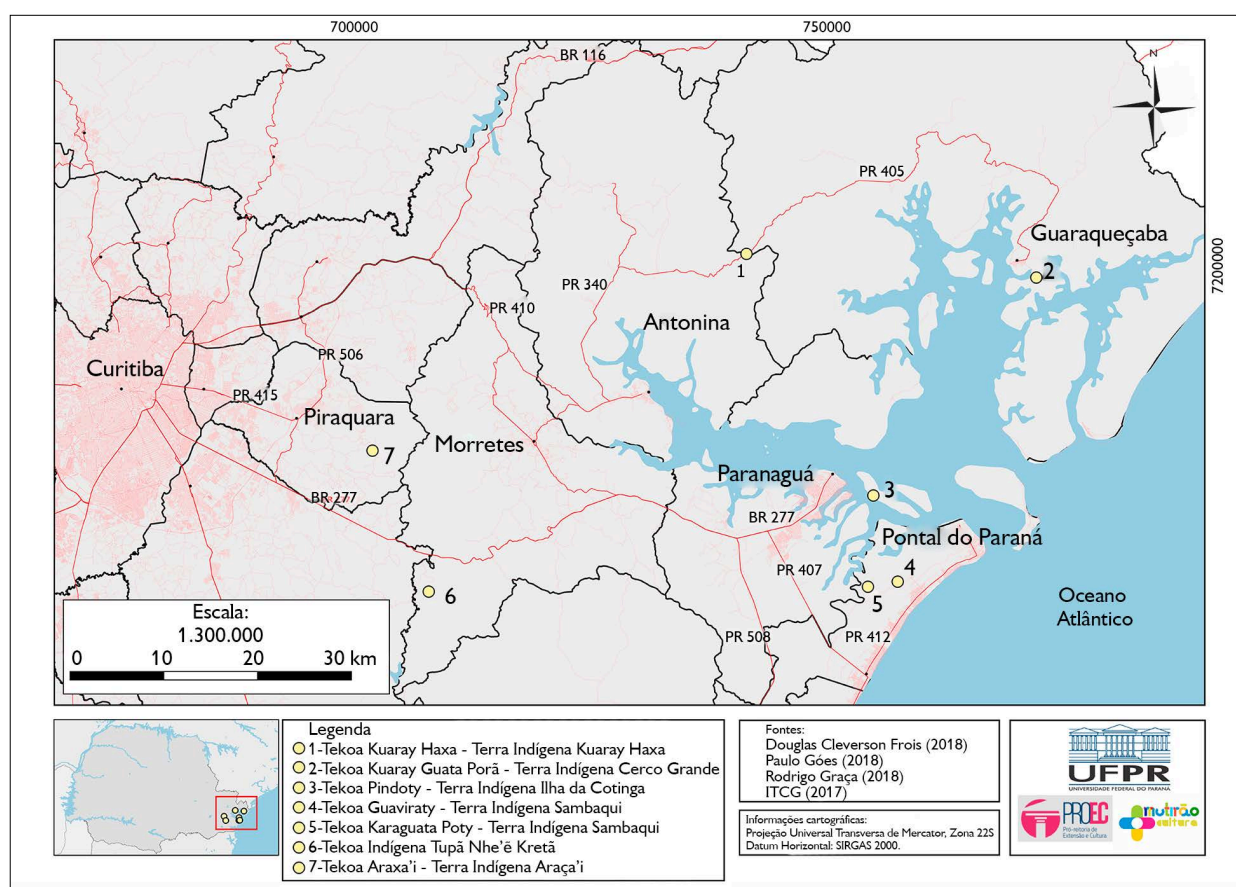 700000
750000
BR 116
N
PR 405
Guaraqueçaba
7200000
1
2
PR 340
PR 410
Antonina
PR 506
Curitiba
PR 415
Piraquara
7
Morretes
Paranaguá
3
BR 277
BR 277
Pontal do Paraná
PR 407
4
5
6
Oceano
Atlântico
PR 508
PR 412
Escala:
1.300.000
0 10 20 30 km
Legenda
1-Tekoa Kuaray Haxa - Terra Indígena Kuaray Haxa
2-Tekoa Kuaray Guata Porã - Terra Indígena Cerco Grande
3-Tekoa Pindoty - Terra Indígena Ilha da Cotinga
4-Tekoa Guaviraty - Terra Indígena Sambaqui
5-Tekoa Karaguata Poty - Terra Indígena Sambaqui
6-Tekoa Indígena Tupã Nhe’ẽ Kretã
7-Tekoa Araxa’i - Terra Indígena Araça’i
Fontes:
Douglas Cleverson Frois (2018)
Paulo Góes (2018)
Rodrigo Graça (2018)
ITCG (2017)
Informações cartográficas:
Projeção Universal Transversa de Mercator, Zona 22S
Datum Horizontal: SIRGAS 2000.
UFPR
UNIVERSIDADE FEDERAL DO PARANÁ
PROEC
Pró-reitoria de
Extensão e Cultura
mutirão
cultura